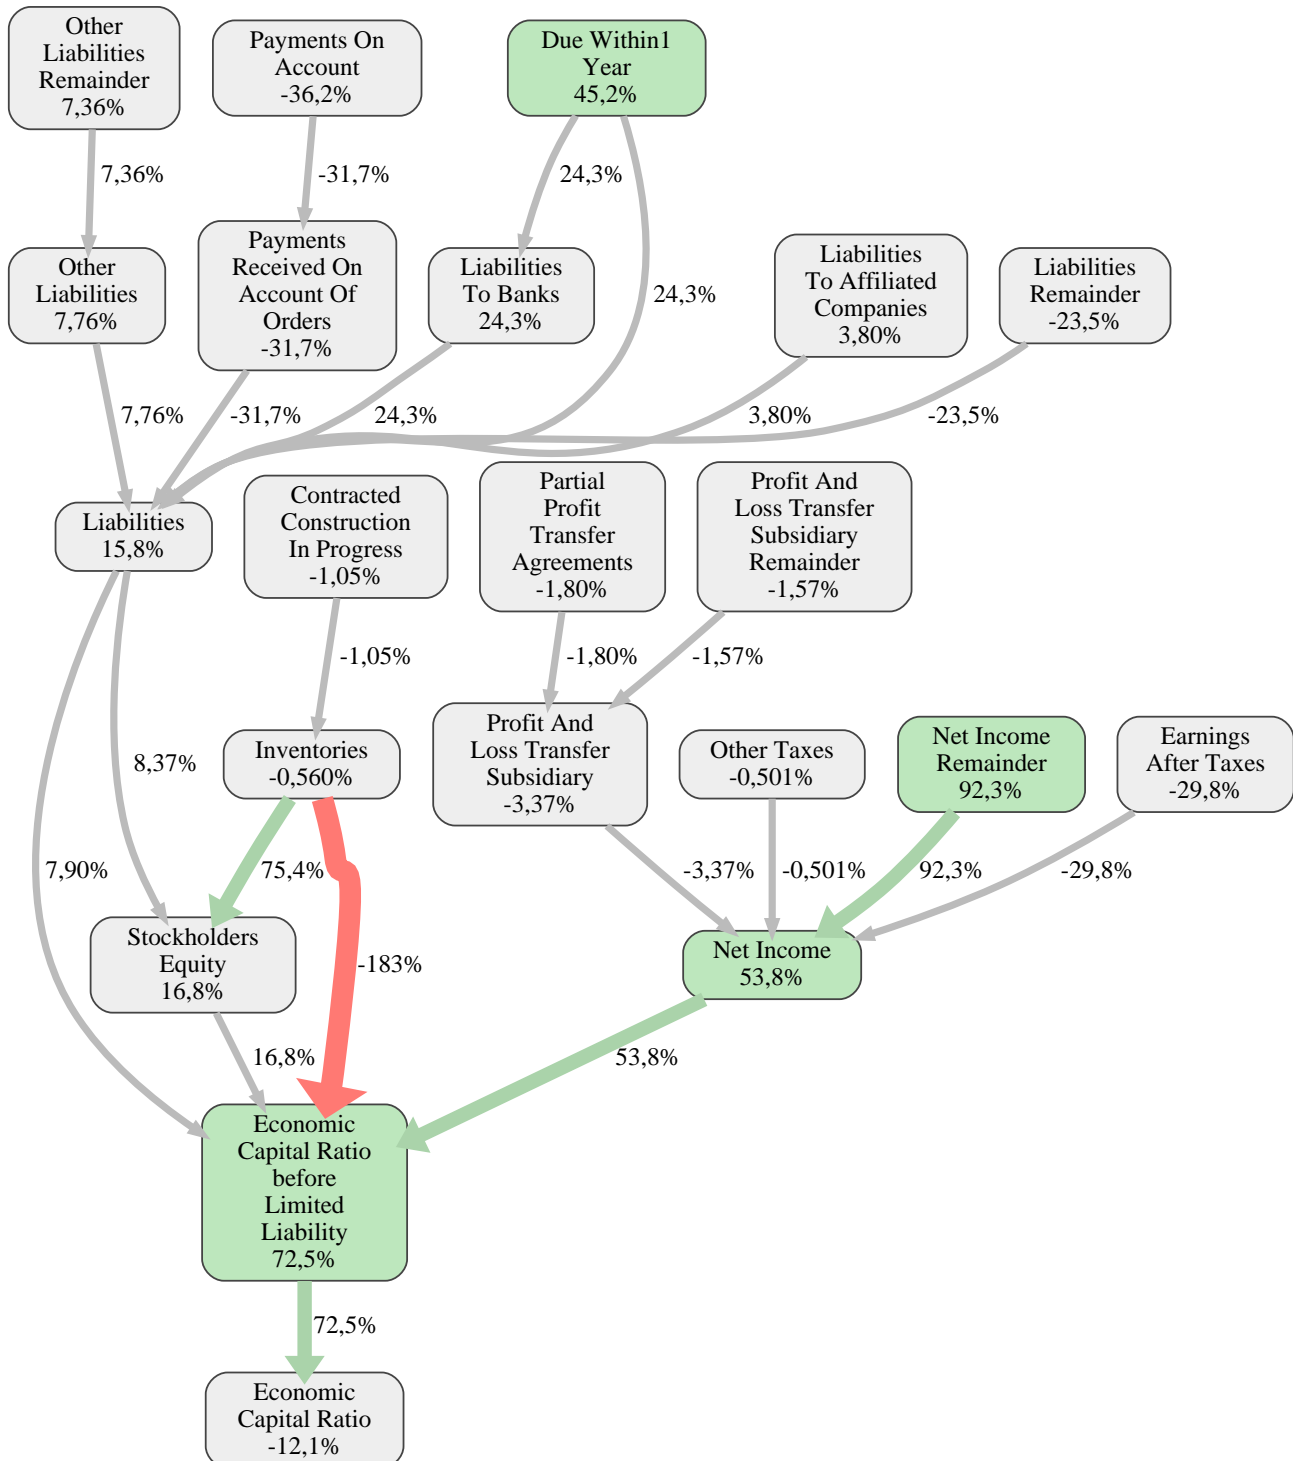 Other
Liabilities
Remainder
7,36%
Payments On
Account
-36,2%
Due Within1
Year
45,2%
7,36%
-31,7%
24,3%
Other
Liabilities
7,76%
Payments
Received On
Account Of
Orders
-31,7%
Liabilities
To Banks
24,3%
24,3%
Liabilities
To Affiliated
Companies
3,80%
Liabilities
Remainder
-23,5%
7,76%
-31,7%
24,3%
3,80%
-23,5%
Liabilities
15,8%
Contracted
Construction
In Progress
-1,05%
Partial
Profit
Transfer
Agreements
-1,80%
Profit And
Loss Transfer
Subsidiary
Remainder
-1,57%
-1,05%
-1,80%
-1,57%
8,37%
Inventories
-0,560%
Profit And
Loss Transfer
Subsidiary
-3,37%
Other Taxes
-0,501%
Net Income
Remainder
92,3%
Earnings
After Taxes
-29,8%
7,90%
75,4%
-3,37%
-0,501%
92,3%
-29,8%
Stockholders
Equity
16,8%
-183%
Net Income
53,8%
16,8%
53,8%
Economic
Capital Ratio
before
Limited
Liability
72,5%
72,5%
Economic
Capital Ratio
-12,1%